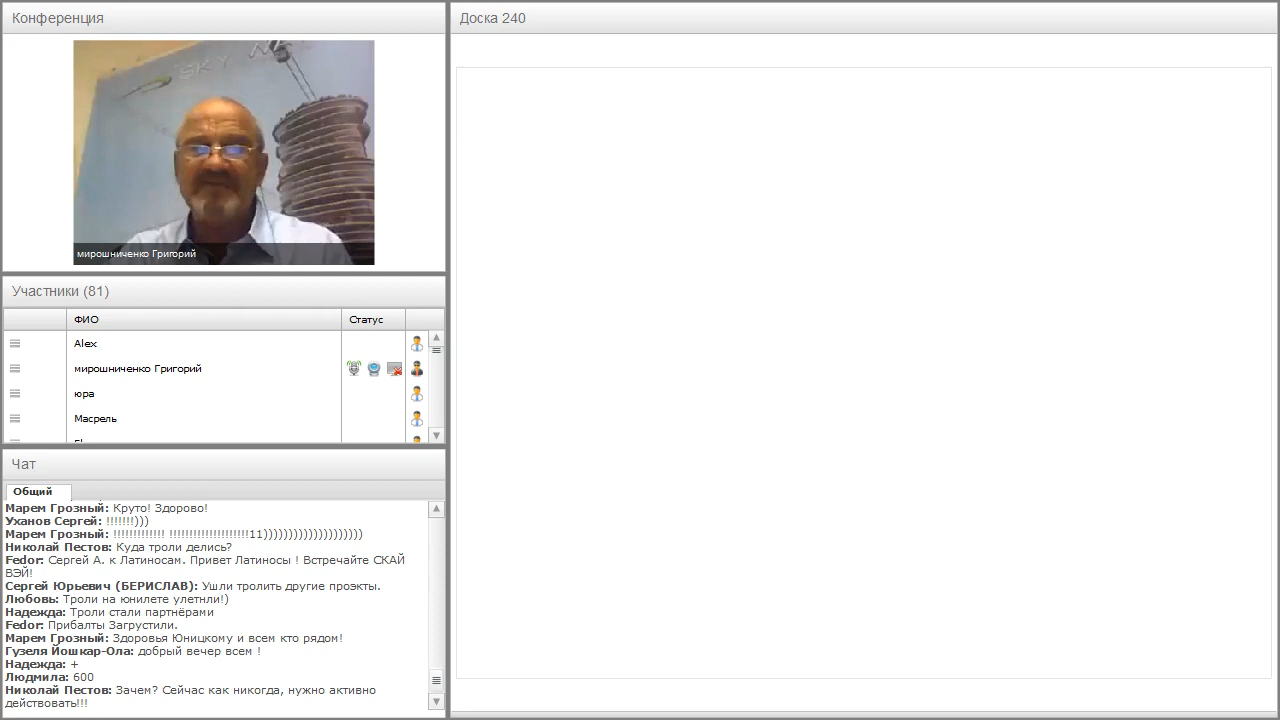 Конференция
SKY WAY
мирошниченко Григорий
Участники (81)
ФИО Статус
Alex
мирошниченко Григорий
юра
Масрель
Чат
Общий
Марем Грозный: Круто! Здорово!
Уханов Сергей: !!!!!!!)))
Марем Грозный: !!!!!!!!!!!!! !!!!!!!!!!!!!!!!!!!!11))))))))))))))))))))
Николай Пестов: Куда троли делись?
Fedor: Сергей А. к Латиносам. Привет Латиносы ! Встречайте СКАЙ
ВЭЙ!
Сергей Юрьевич (БЕРИСЛАВ): Ушли тролить другие проэкты.
Любовь: Троли на юнилете улетнли!)
Надежда: Троли стали партнёрами
Fedor: Прибалты Загрустили.
Марем Грозный: Здоровья Юницкому и всем кто рядом!
Гузеля Йошкар-Ола: добрый вечер всем !
Надежда: +
Людмила: 600
Николай Пестов: Зачем? Сейчас как никогда, нужно активно
действовать!!!
Доска 240